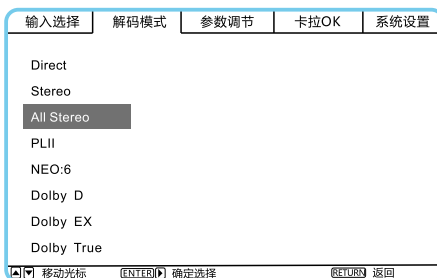 输入选择 解码模式 参数调节 卡拉OK 系统设置
Direct
Stereo
All Stereo
PLII
NEO:6
Dolby D
Dolby EX
Dolby True
▲▼ 移动光标 ENTER▶ 确定选择 RETURN 返回